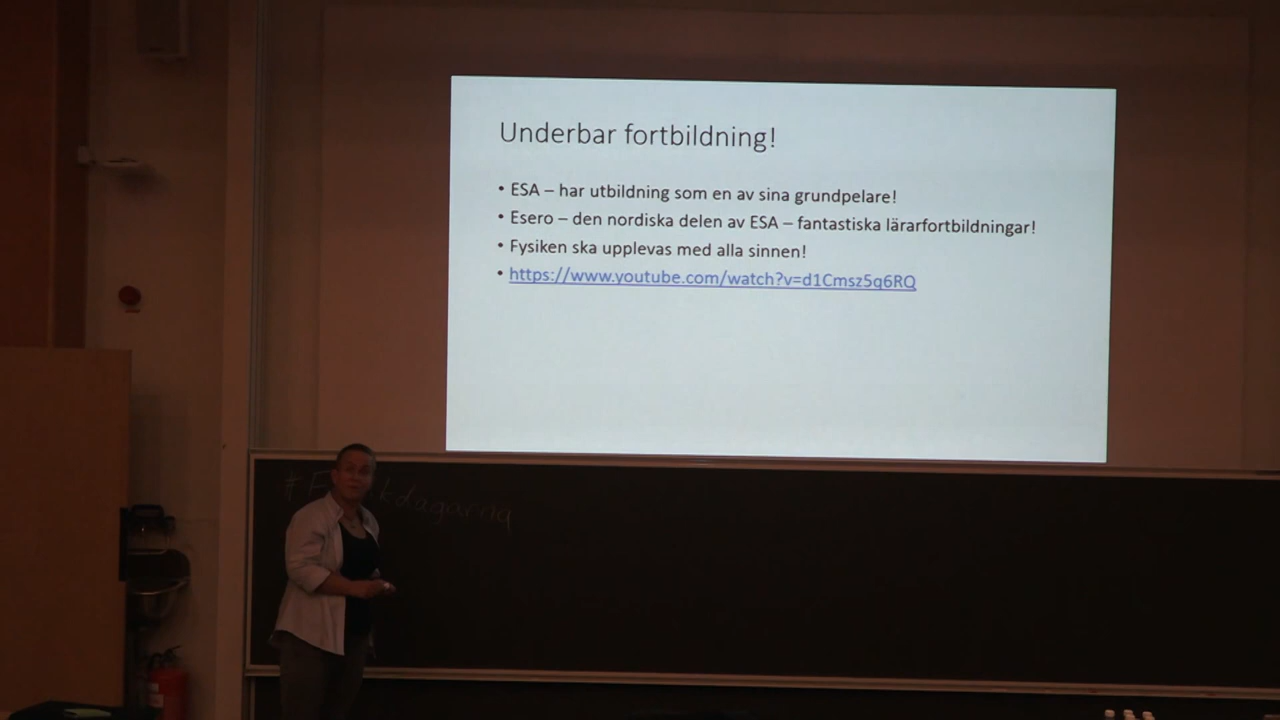 Underbar fortbildning!
• ESA – har utbildning som en av sina grundpelare!
• Esero – den nordiska delen av ESA – fantastiska lärarfortbildningar!
• Fysiken ska upplevas med alla sinnen!
• https://www.youtube.com/watch?v=d1Cmsz5q6RQ